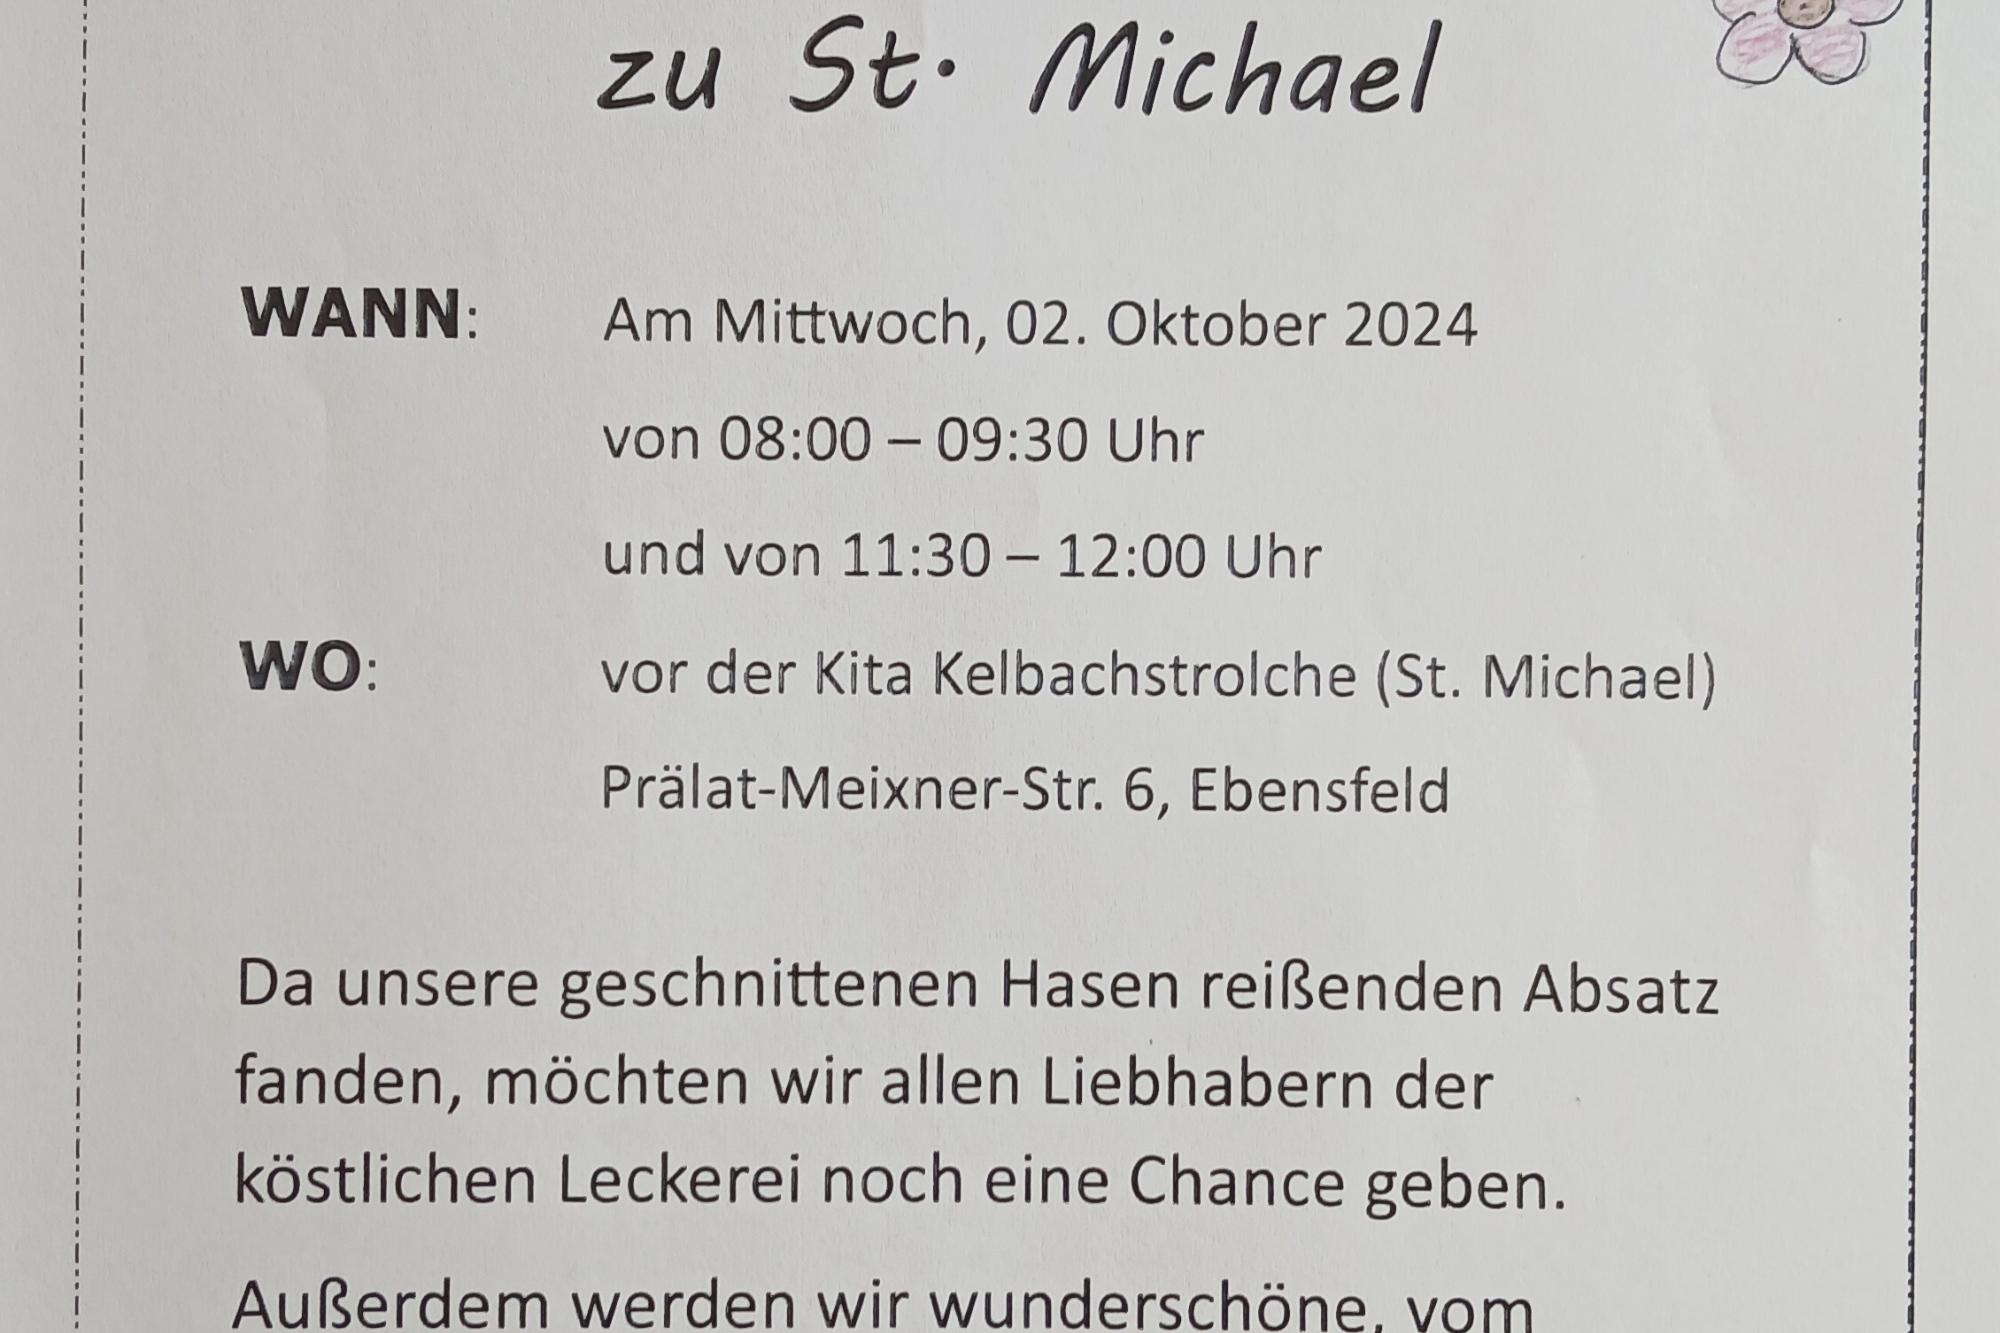 zu St. Michael
WANN: Am Mittwoch, 02. Oktober 2024
von 08:00 – 09:30 Uhr
und von 11:30 – 12:00 Uhr
WO: vor der Kita Kelbachstrolche (St. Michael)
Prälat-Meixner-Str. 6, Ebensfeld
Da unsere geschnittenen Hasen reißenden Absatz
fanden, möchten wir allen Liebhabern der
köstlichen Leckerei noch eine Chance geben.
Außerdem werden wir wunderschöne, vom